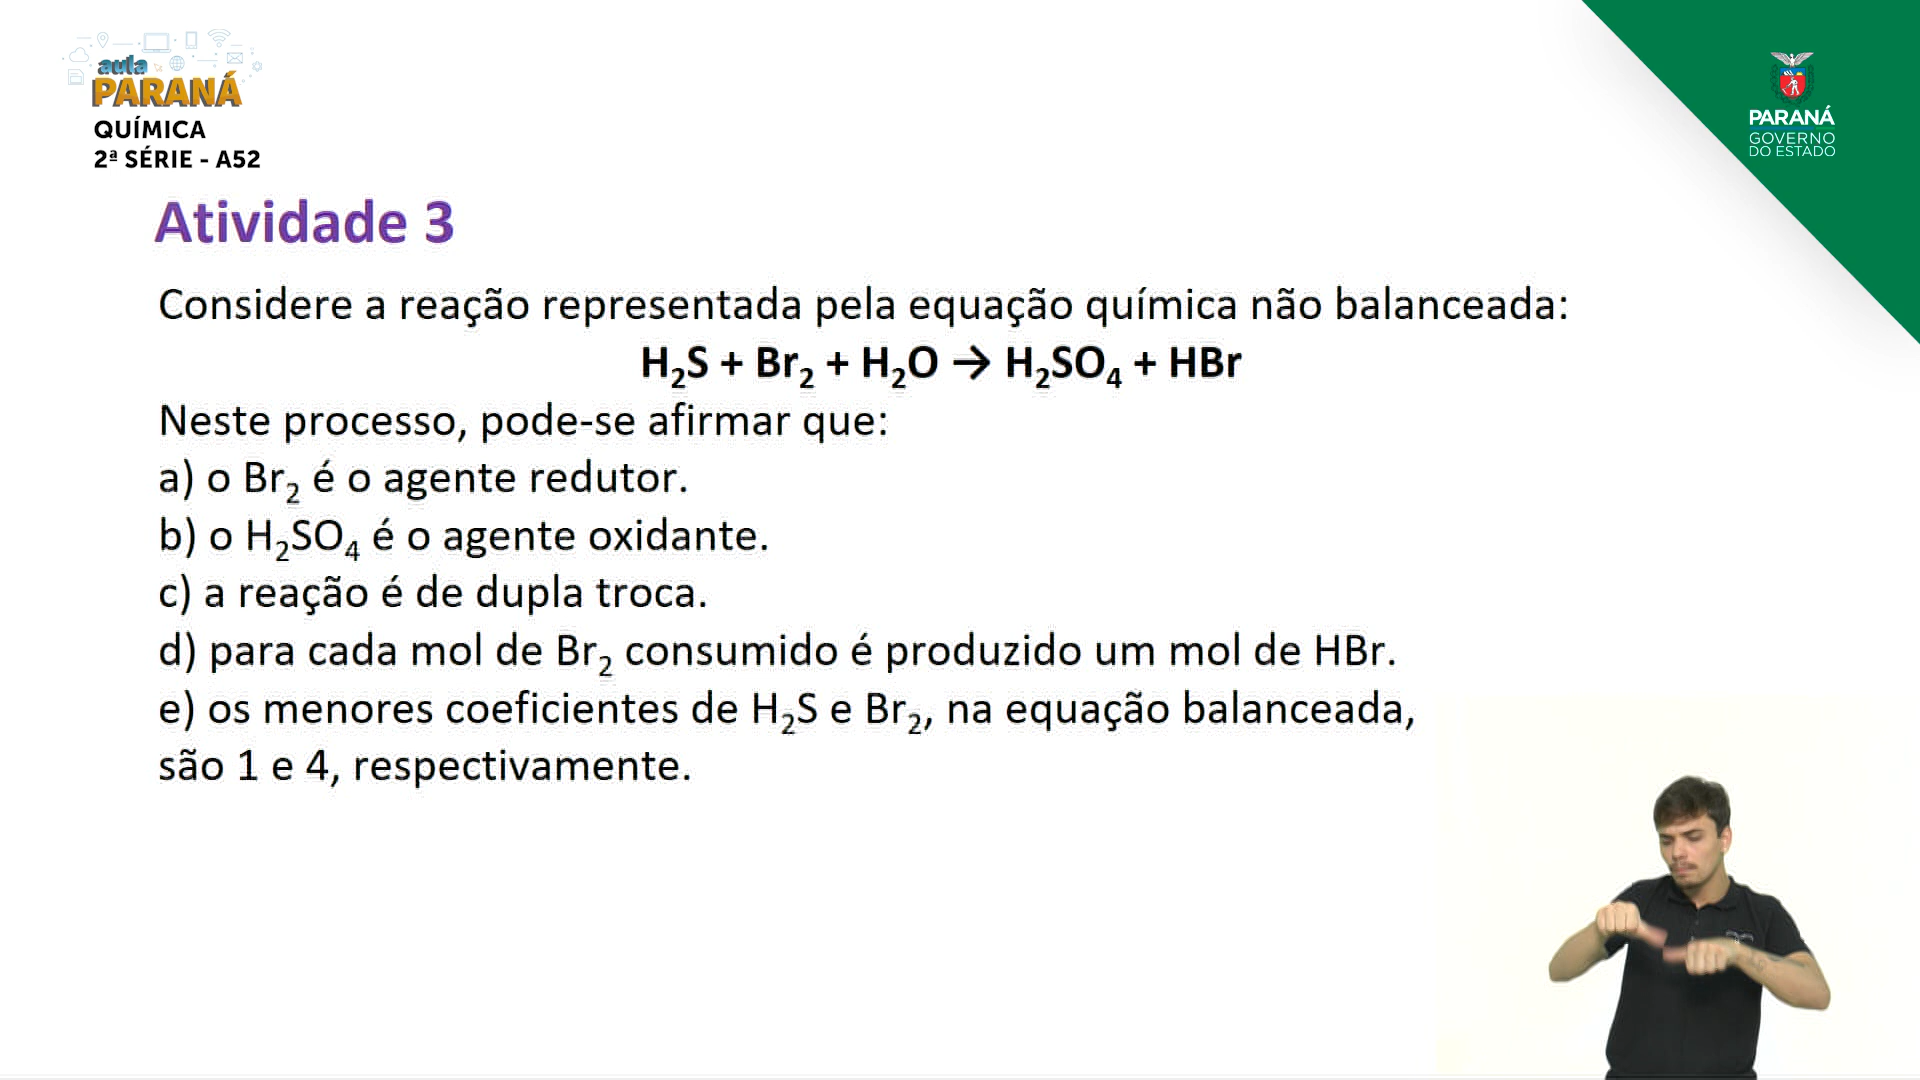 aula
PARANÁ
QUÍMICA
2ª SÉRIE - A52
PARANÁ
GOVERNO
DO ESTADO
Atividade 3
Considere a reação representada pela equação química não balanceada:
H₂S + Br₂ + H₂O → H₂SO₄ + HBr
Neste processo, pode-se afirmar que:
a) o Br₂ é o agente redutor.
b) o H₂SO₄ é o agente oxidante.
c) a reação é de dupla troca.
d) para cada mol de Br₂ consumido é produzido um mol de HBr.
e) os menores coeficientes de H₂S e Br₂, na equação balanceada,
são 1 e 4, respectivamente.